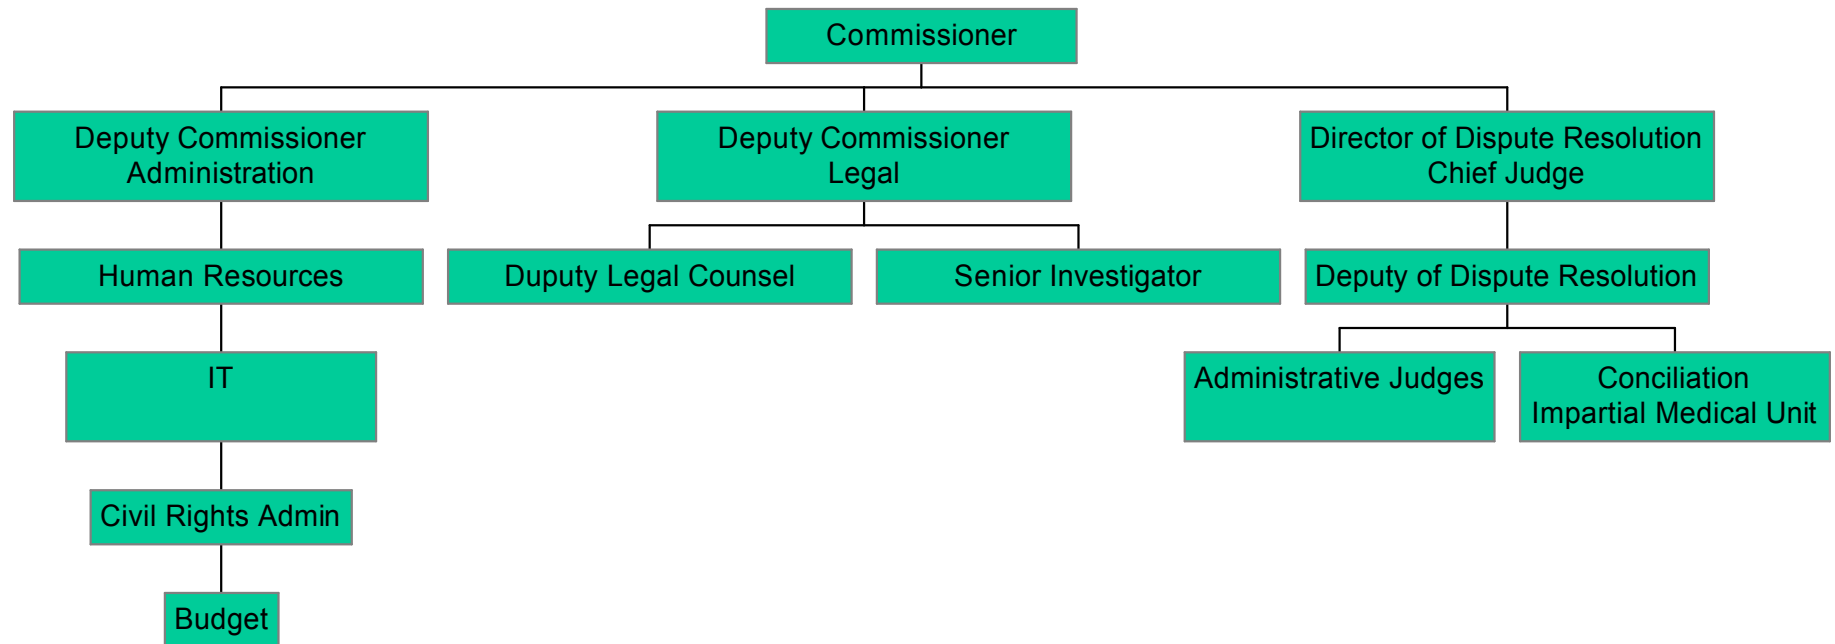 Commissioner
Deputy Commissioner
Administration
Deputy Commissioner
Legal
Director of Dispute Resolution
Chief Judge
Human Resources
Duputy Legal Counsel
Senior Investigator
Deputy of Dispute Resolution
IT
Administrative Judges
Conciliation
Impartial Medical Unit
Civil Rights Admin
Budget